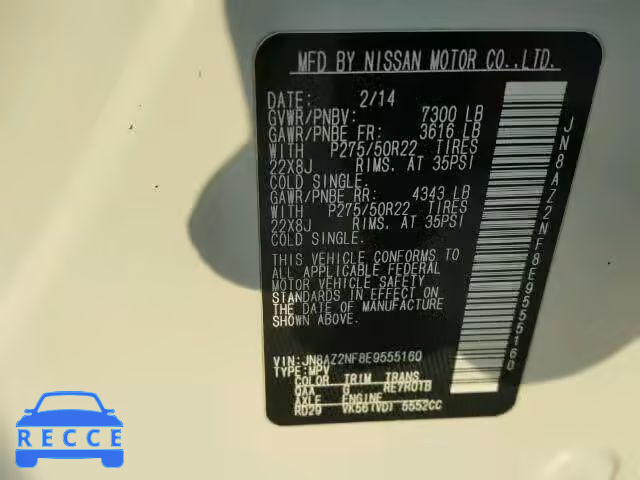 MFD BY NISSAN MOTOR CO.,LTD.
DATE: 2/14
GVWR/PNBV: 7300 LB
GAWR/PNBE FR: 3616 LB
WITH P275/50R22 TIRES
22X8J RIMS. AT 35PSI
COLD SINGLE.
GAWR/PNBE RR: 4343 LB
WITH P275/50R22 TIRES
22X8J RIMS. AT 35PSI
COLD SINGLE.
THIS VEHICLE CONFORMS TO
ALL APPLICABLE FEDERAL
MOTOR VEHICLE SAFETY
STANDARDS IN EFFECT ON
THE DATE OF MANUFACTURE
SHOWN ABOVE.
VIN:JN8AZ2NF8E9555160
TYPE:MPV
COLOR TRIM TRANS
QAA G RE7R01B
AXLE ENGINE
RD29 VK56(VD) 5552CC
JN8AZ2NF8E9555160
RECCE